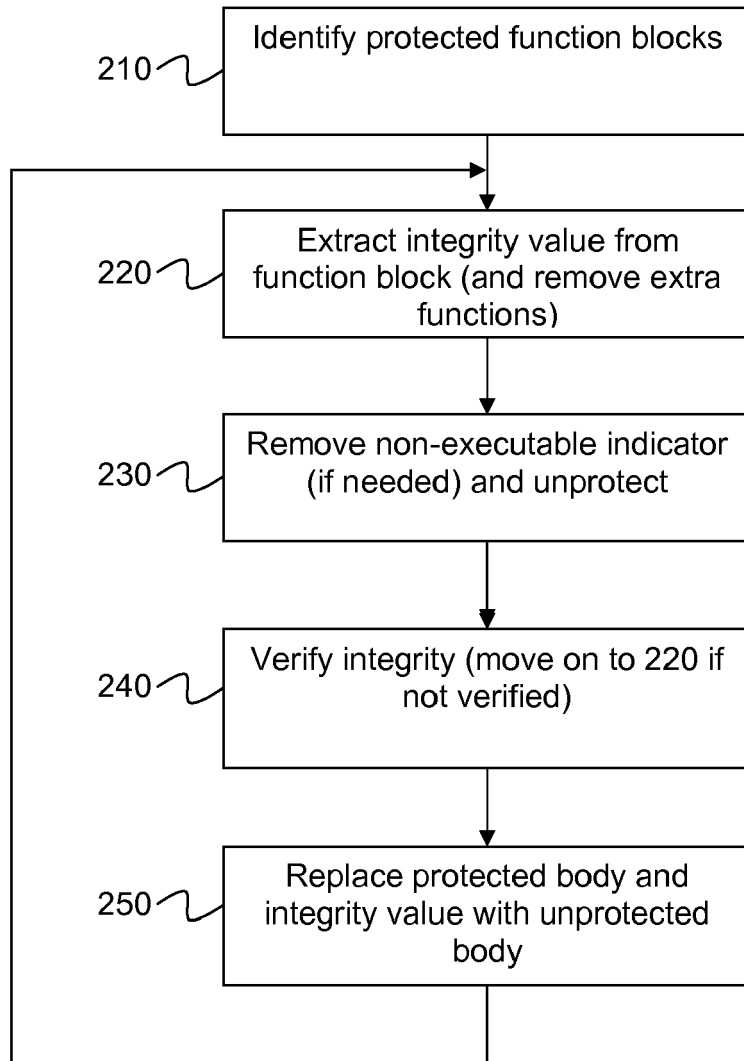 210
Identify protected function blocks
220
Extract integrity value from
function block (and remove extra
functions)
230
Remove non-executable indicator
(if needed) and unprotect
240
Verify integrity (move on to 220 if
not verified)
250
Replace protected body and
integrity value with unprotected
body